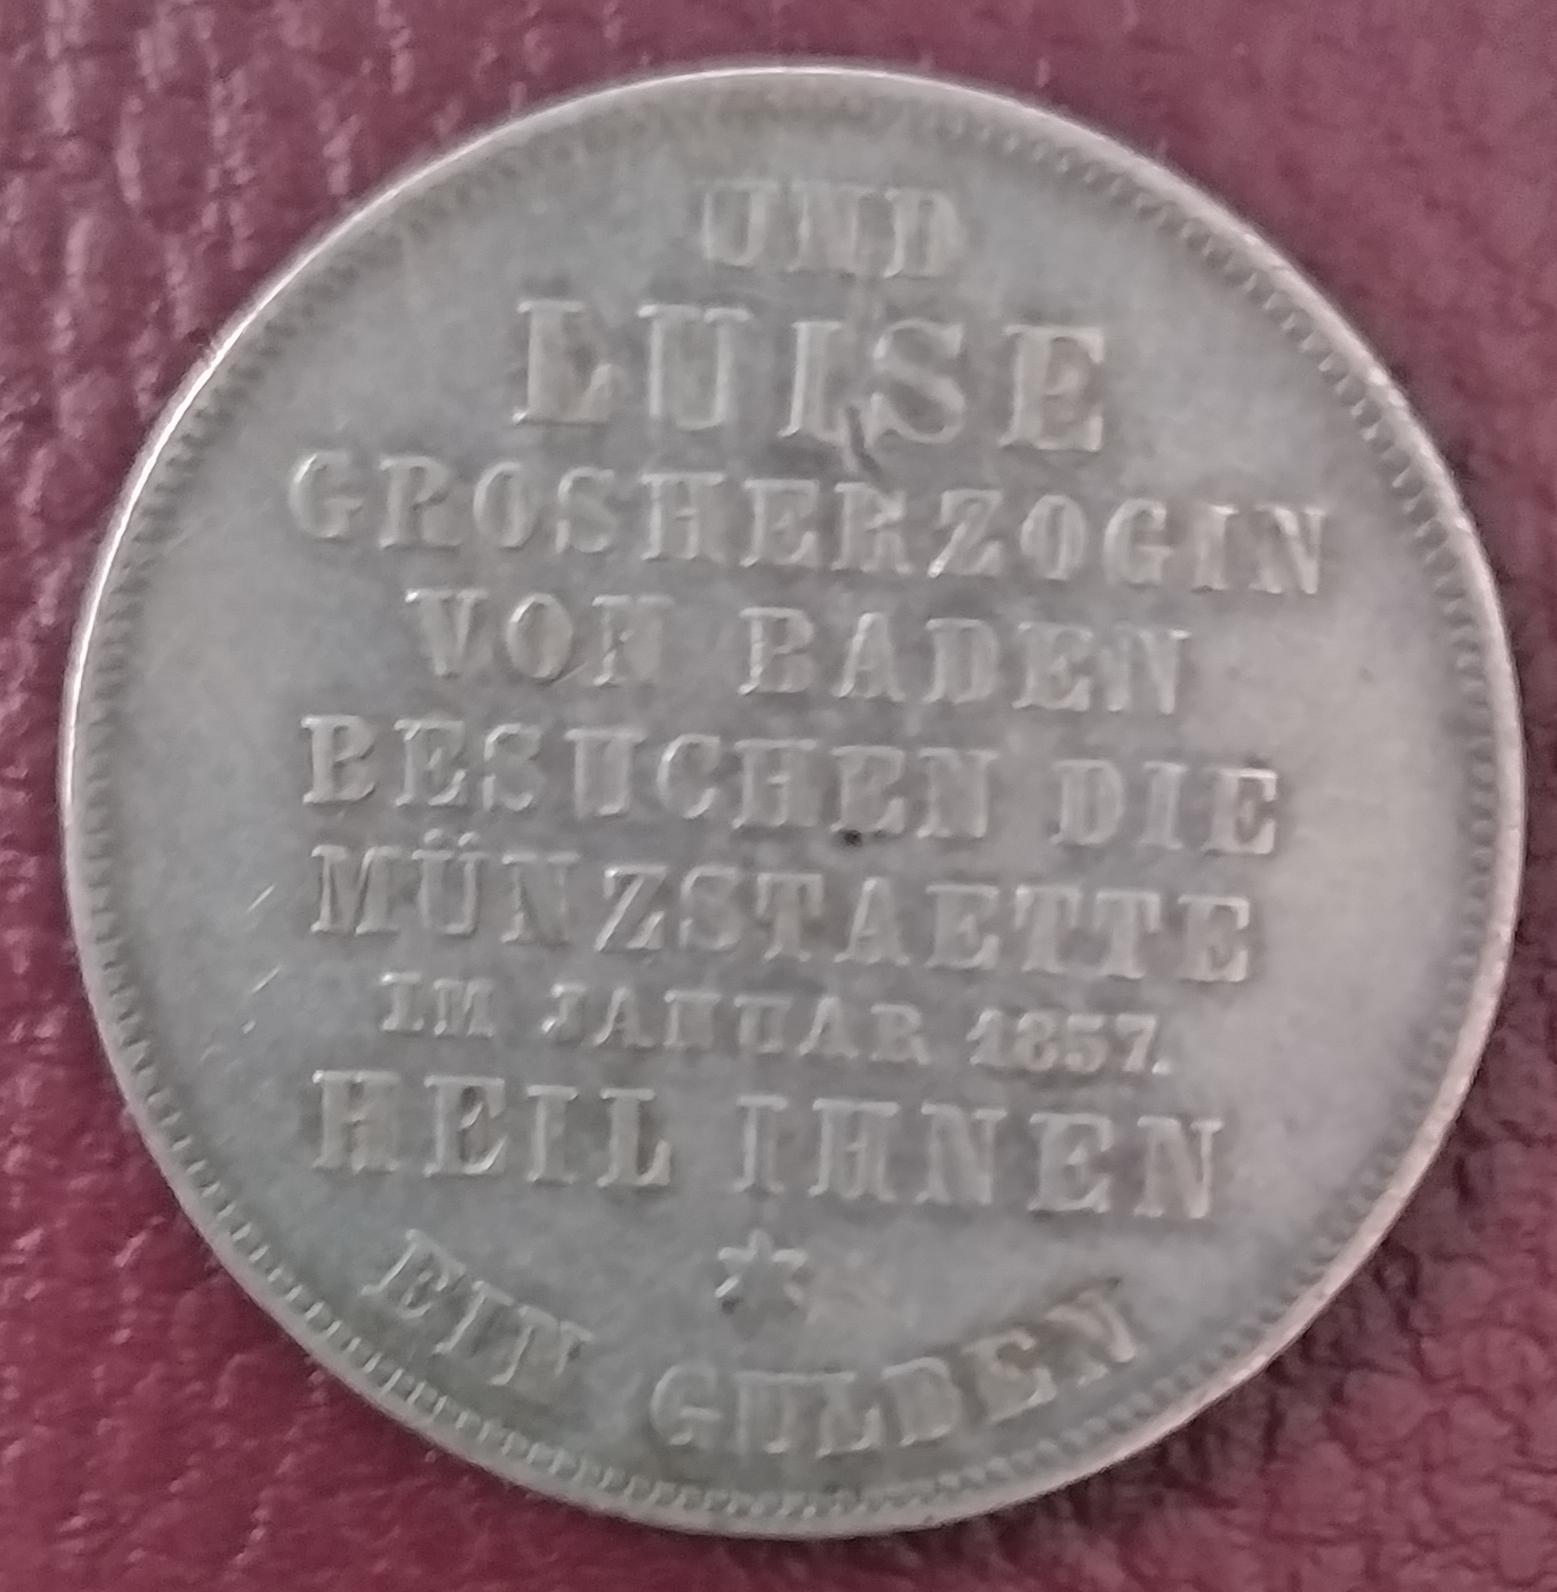 UND
LUISE
GROSHERZOGIN
VON BADEN
BESUCHEN DIE
MÜNZSTAETTE
IM JANUAR 1857.
HEIL IHNEN
EIN GULDEN